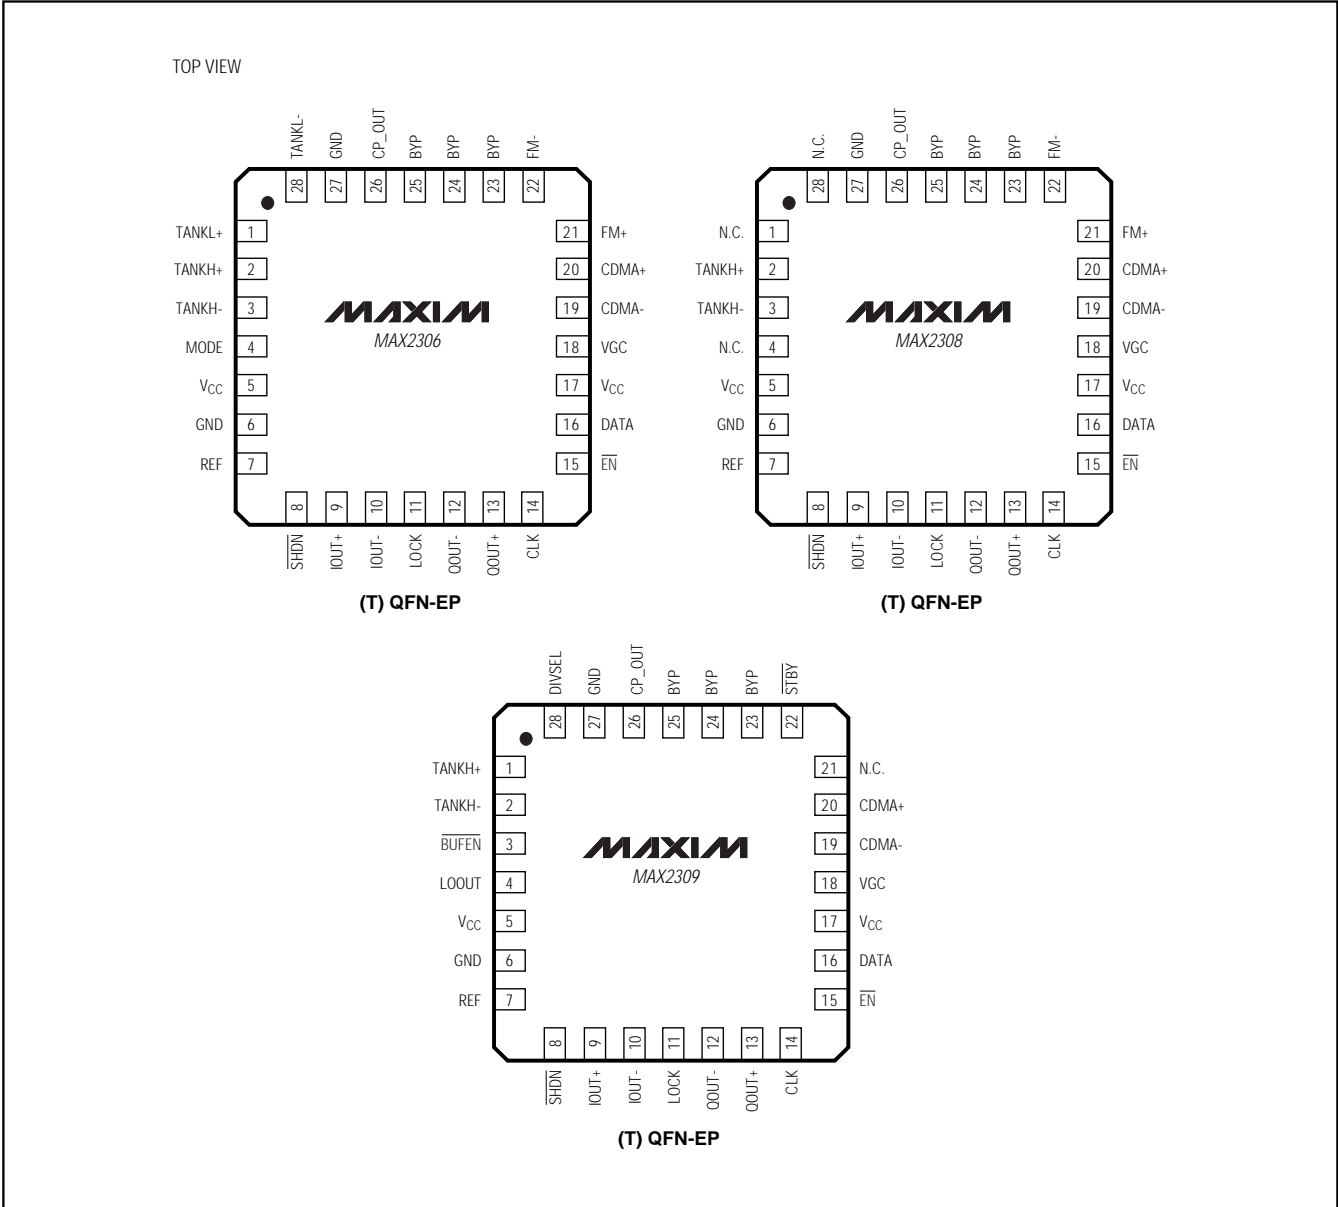 TOP VIEW
TANKL- GND CP_OUT BYP BYP BYP FM-
28 27 26 25 24 23 22
TANKL+ 1
TANKH+ 2
TANKH- 3
MODE 4
VCC 5
GND 6
REF 7
MAXIM
MAX2306
21 FM+
20 CDMA+
19 CDMA-
18 VGC
17 VCC
16 DATA
15 EN
8 9 10 11 12 13 14
SHDN IOUT+ IOUT- LOCK QOUT- QOUT+ CLK
(T) QFN-EP
N.C. GND CP_OUT BYP BYP BYP FM-
28 27 26 25 24 23 22
N.C. 1
TANKH+ 2
TANKH- 3
N.C. 4
VCC 5
GND 6
REF 7
MAXIM
MAX2308
21 FM+
20 CDMA+
19 CDMA-
18 VGC
17 VCC
16 DATA
15 EN
8 9 10 11 12 13 14
SHDN IOUT+ IOUT- LOCK QOUT- QOUT+ CLK
(T) QFN-EP
DIVSEL GND CP_OUT BYP BYP BYP STBY
28 27 26 25 24 23 22
TANKH+ 1
TANKH- 2
BUFEN 3
LOOUT 4
VCC 5
GND 6
REF 7
MAXIM
MAX2309
21 N.C.
20 CDMA+
19 CDMA-
18 VGC
17 VCC
16 DATA
15 EN
8 9 10 11 12 13 14
SHDN IOUT+ IOUT- LOCK QOUT- QOUT+ CLK
(T) QFN-EP